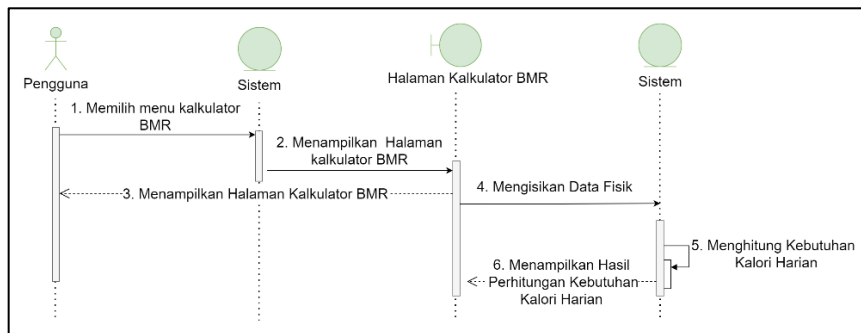 Pengguna
Sistem
Halaman Kalkulator BMR
Sistem
1. Memilih menu kalkulator
BMR
2. Menampilkan Halaman
kalkulator BMR
3. Menampilkan Halaman Kalkulator BMR
4. Mengisikan Data Fisik
5. Menghitung Kebutuhan
Kalori Harian
6. Menampilkan Hasil
Perhitungan Kebutuhan
Kalori Harian